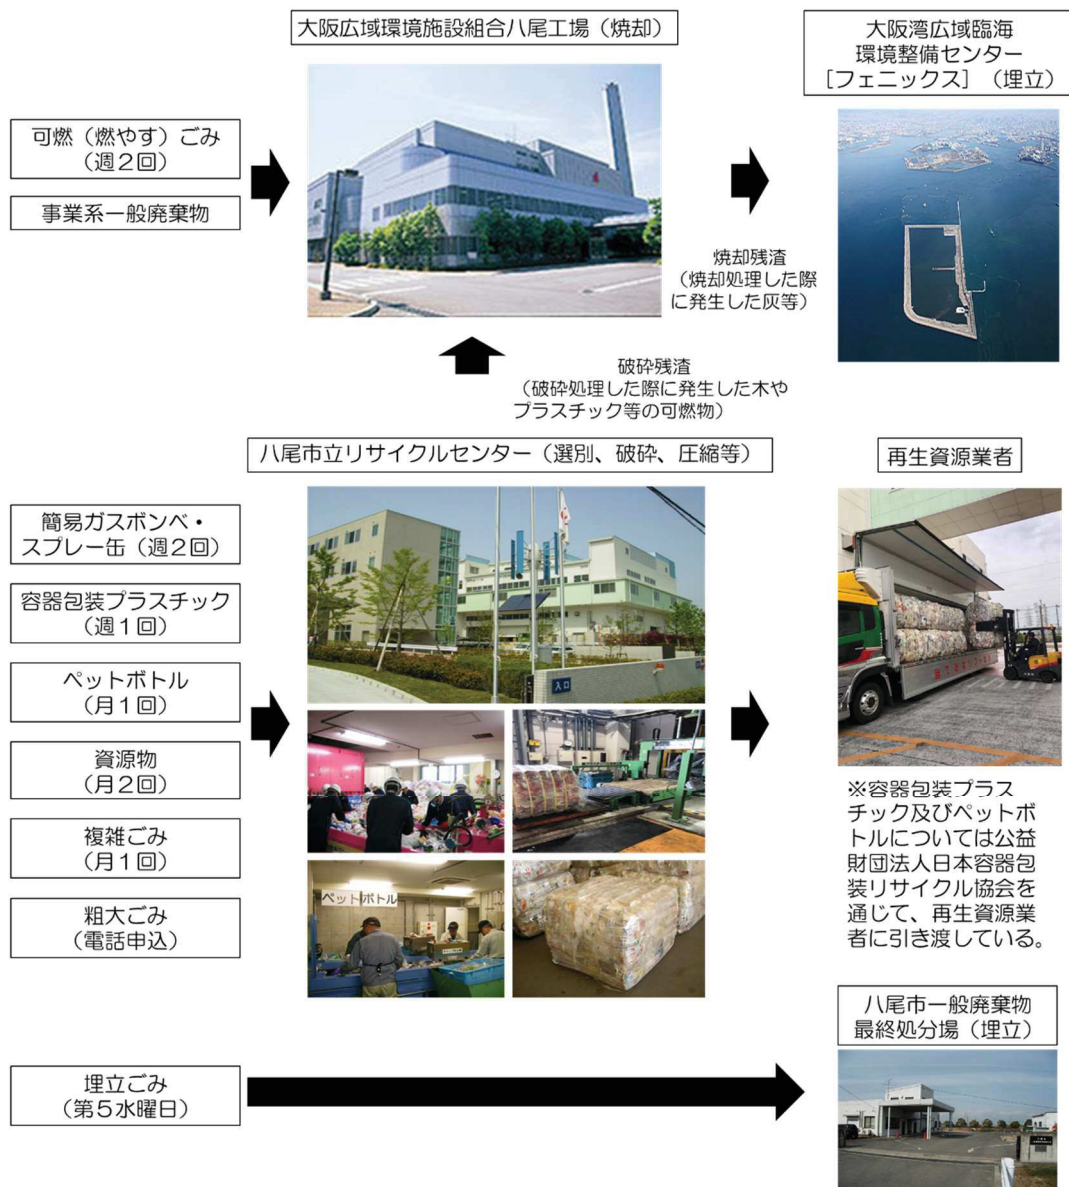 大阪広域環境施設組合八尾工場（焼却）
大阪湾広域臨海
環境整備センター
［フェニックス］（埋立）
可燃（燃やす）ごみ
（週２回）
事業系一般廃棄物
焼却残渣
（焼却処理した際
に発生した灰等）
破砕残渣
（破砕処理した際に発生した木や
プラスチック等の可燃物）
八尾市立リサイクルセンター（選別、破砕、圧縮等）
再生資源業者
簡易ガスボンベ・
スプレー缶（週２回）
容器包装プラスチック
（週１回）
ペットボトル
（月１回）
資源物
（月２回）
複雑ごみ
（月１回）
粗大ごみ
（電話申込）
入口
ペットボトル
※容器包装プラス
チック及びペットボ
トルについては公益
財団法人日本容器包
装リサイクル協会を
通じて、再生資源業
者に引き渡している。
八尾市一般廃棄物
最終処分場（埋立）
埋立ごみ
（第５水曜日）